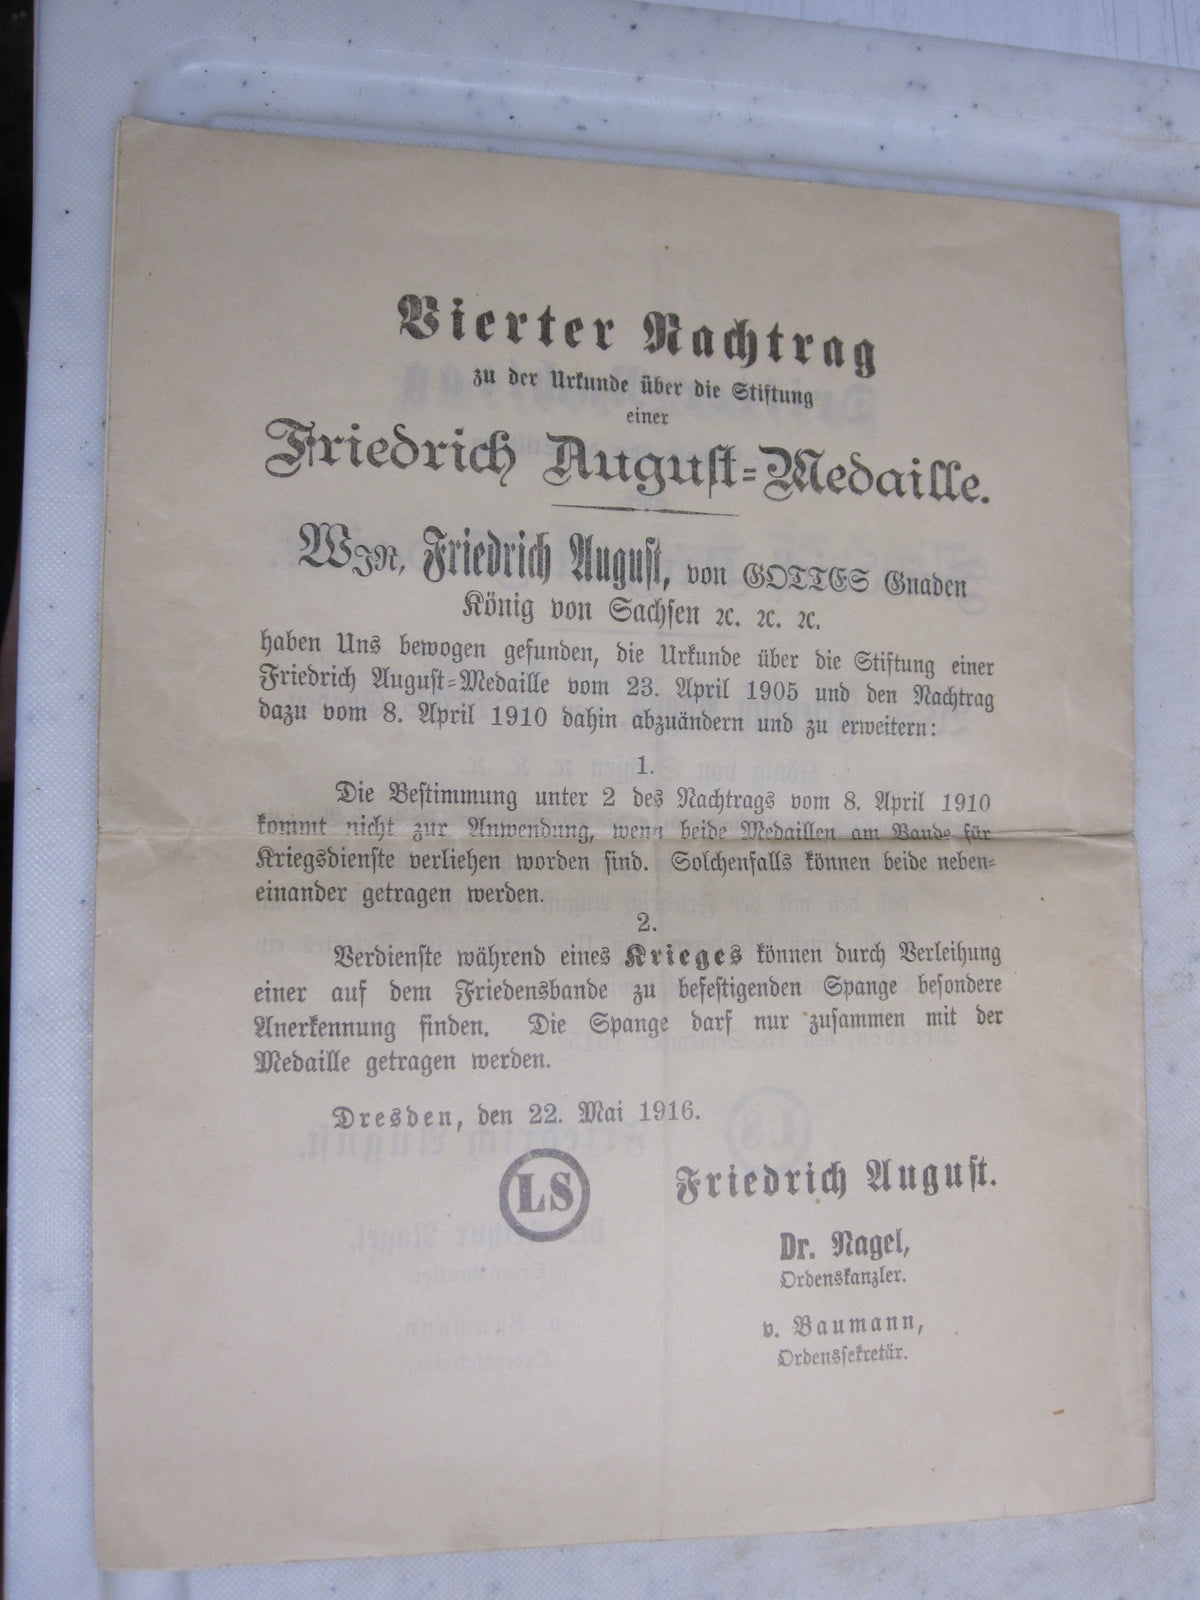 Vierter Nachtrag
zu der Urkunde über die Stiftung
einer
Friedrich August=Medaille.
WIR, Friedrich August, von GOTTES Gnaden
König von Sachsen ꝛc. ꝛc. ꝛc.
haben Uns bewogen gefunden, die Urkunde über die Stiftung einer
Friedrich August=Medaille vom 23. April 1905 und den Nachtrag
dazu vom 8. April 1910 dahin abzuändern und zu erweitern:
1.
Die Bestimmung unter 2 des Nachtrags vom 8. April 1910
kommt nicht zur Anwendung, wenn beide Medaillen am Bande für
Kriegsdienste verliehen worden sind. Solchenfalls können beide neben=
einander getragen werden.
2.
Verdienste während eines Krieges können durch Verleihung
einer auf dem Friedensbande zu befestigenden Spange besondere
Anerkennung finden. Die Spange darf nur zusammen mit der
Medaille getragen werden.
Dresden, den 22. Mai 1916.
LS
Friedrich August.
Dr. Nagel,
Ordenskanzler.
v. Baumann,
Ordenssekretär.